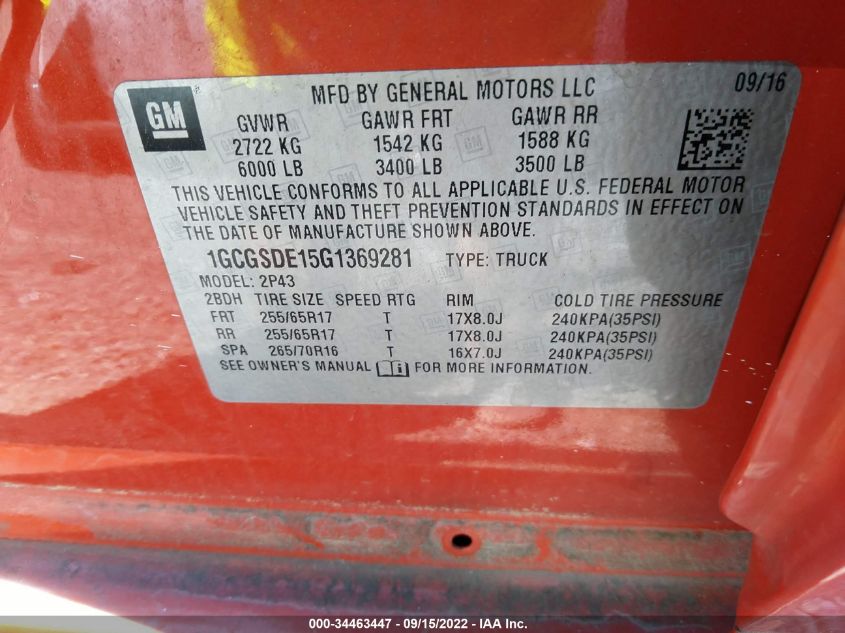 GM
MFD BY GENERAL MOTORS LLC 09/16
GVWR GAWR FRT GAWR RR
2722 KG 1542 KG 1588 KG
6000 LB 3400 LB 3500 LB
THIS VEHICLE CONFORMS TO ALL APPLICABLE U.S. FEDERAL MOTOR
VEHICLE SAFETY AND THEFT PREVENTION STANDARDS IN EFFECT ON
THE DATE OF MANUFACTURE SHOWN ABOVE.
1GCGSDE15G1369281 TYPE: TRUCK
MODEL: 2P43
2BDH TIRE SIZE SPEED RTG RIM COLD TIRE PRESSURE
FRT 255/65R17 T 17X8.0J 240KPA(35PSI)
RR 255/65R17 T 17X8.0J 240KPA(35PSI)
SPA 265/70R16 T 16X7.0J 240KPA(35PSI)
SEE OWNER'S MANUAL FOR MORE INFORMATION.
000-34463447 - 09/15/2022 - IAA Inc.